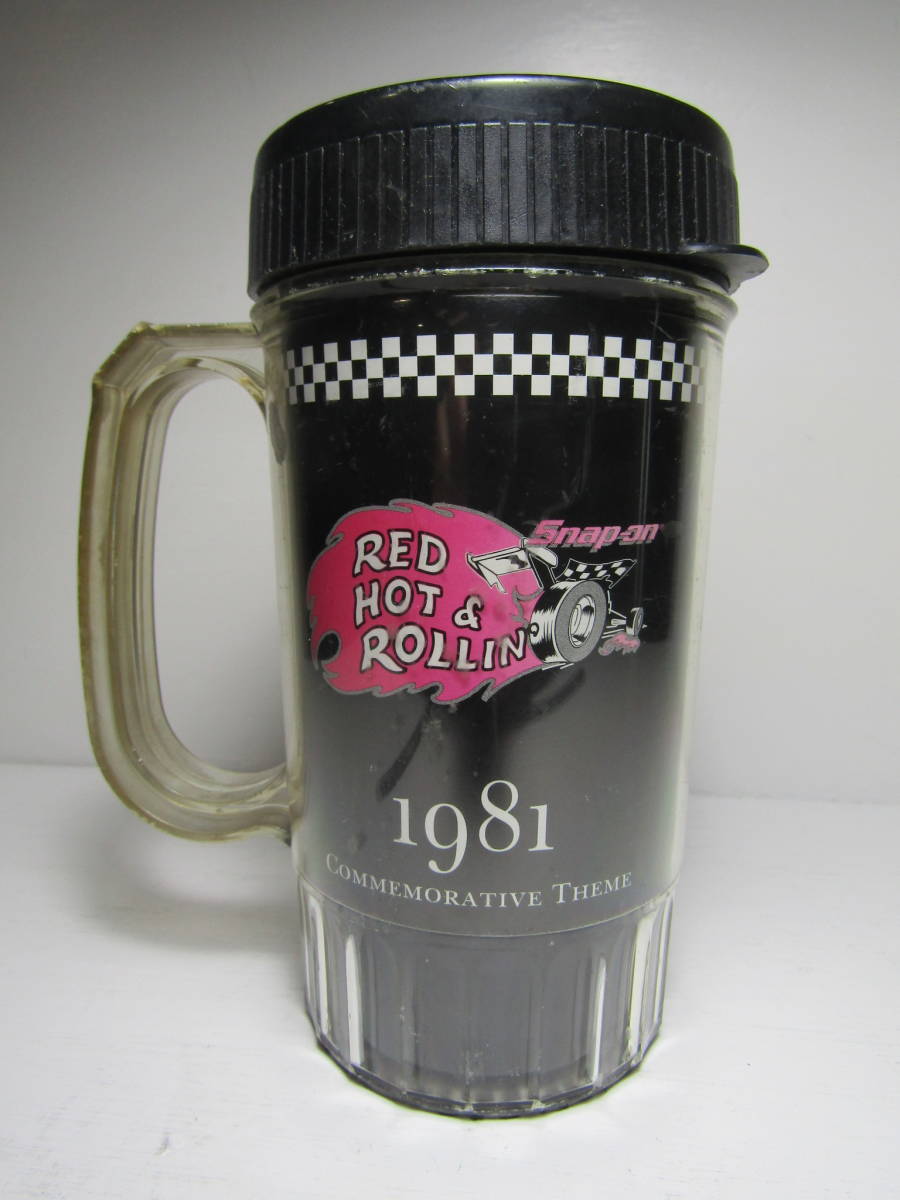 Snap-on
RED
HOT &
ROLLIN'
1981
COMMEMORATIVE THEME